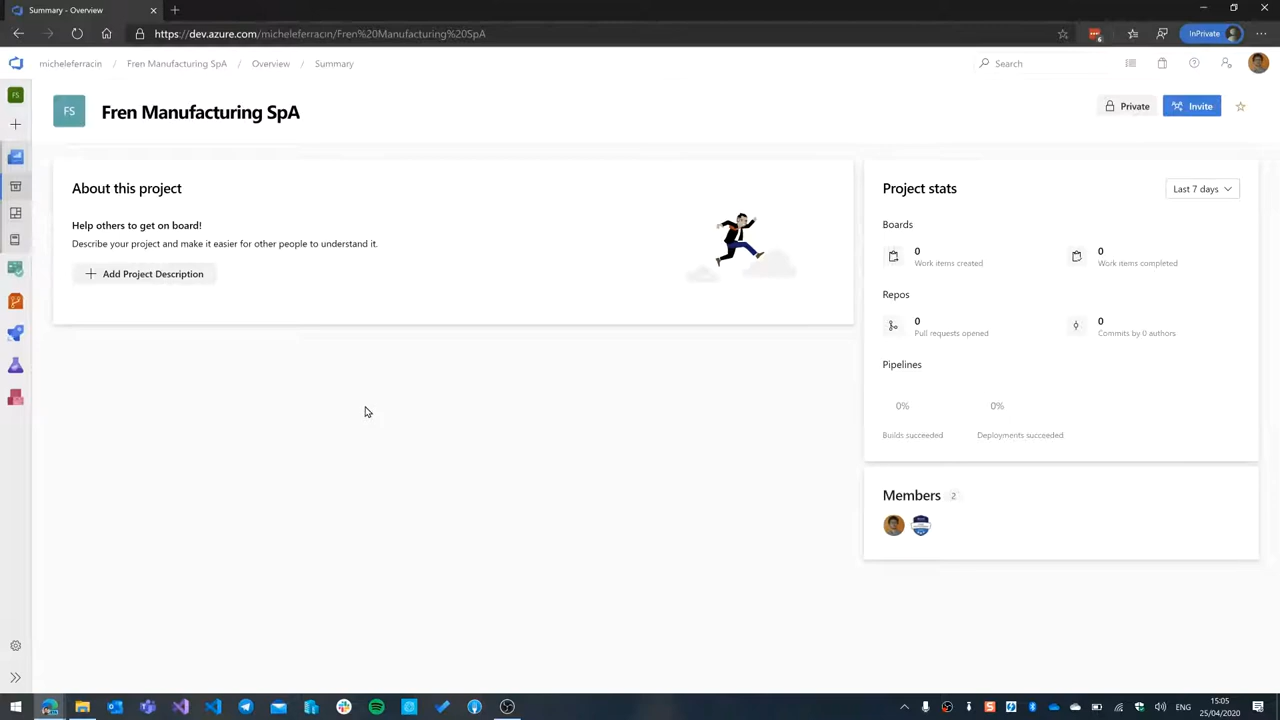 Summary - Overview
https://dev.azure.com/micheleferracin/Fren%20Manufacturing%20SpA
InPrivate
micheleferracin / Fren Manufacturing SpA / Overview / Summary
Search
FS
FS
Fren Manufacturing SpA
Private
Invite
About this project
Help others to get on board!
Describe your project and make it easier for other people to understand it.
Add Project Description
Project stats
Last 7 days
Boards
0
Work items created
0
Work items completed
Repos
0
Pull requests opened
0
Commits by 0 authors
Pipelines
0%
Builds succeeded
0%
Deployments succeeded
Members 2
15:05
25/04/2020